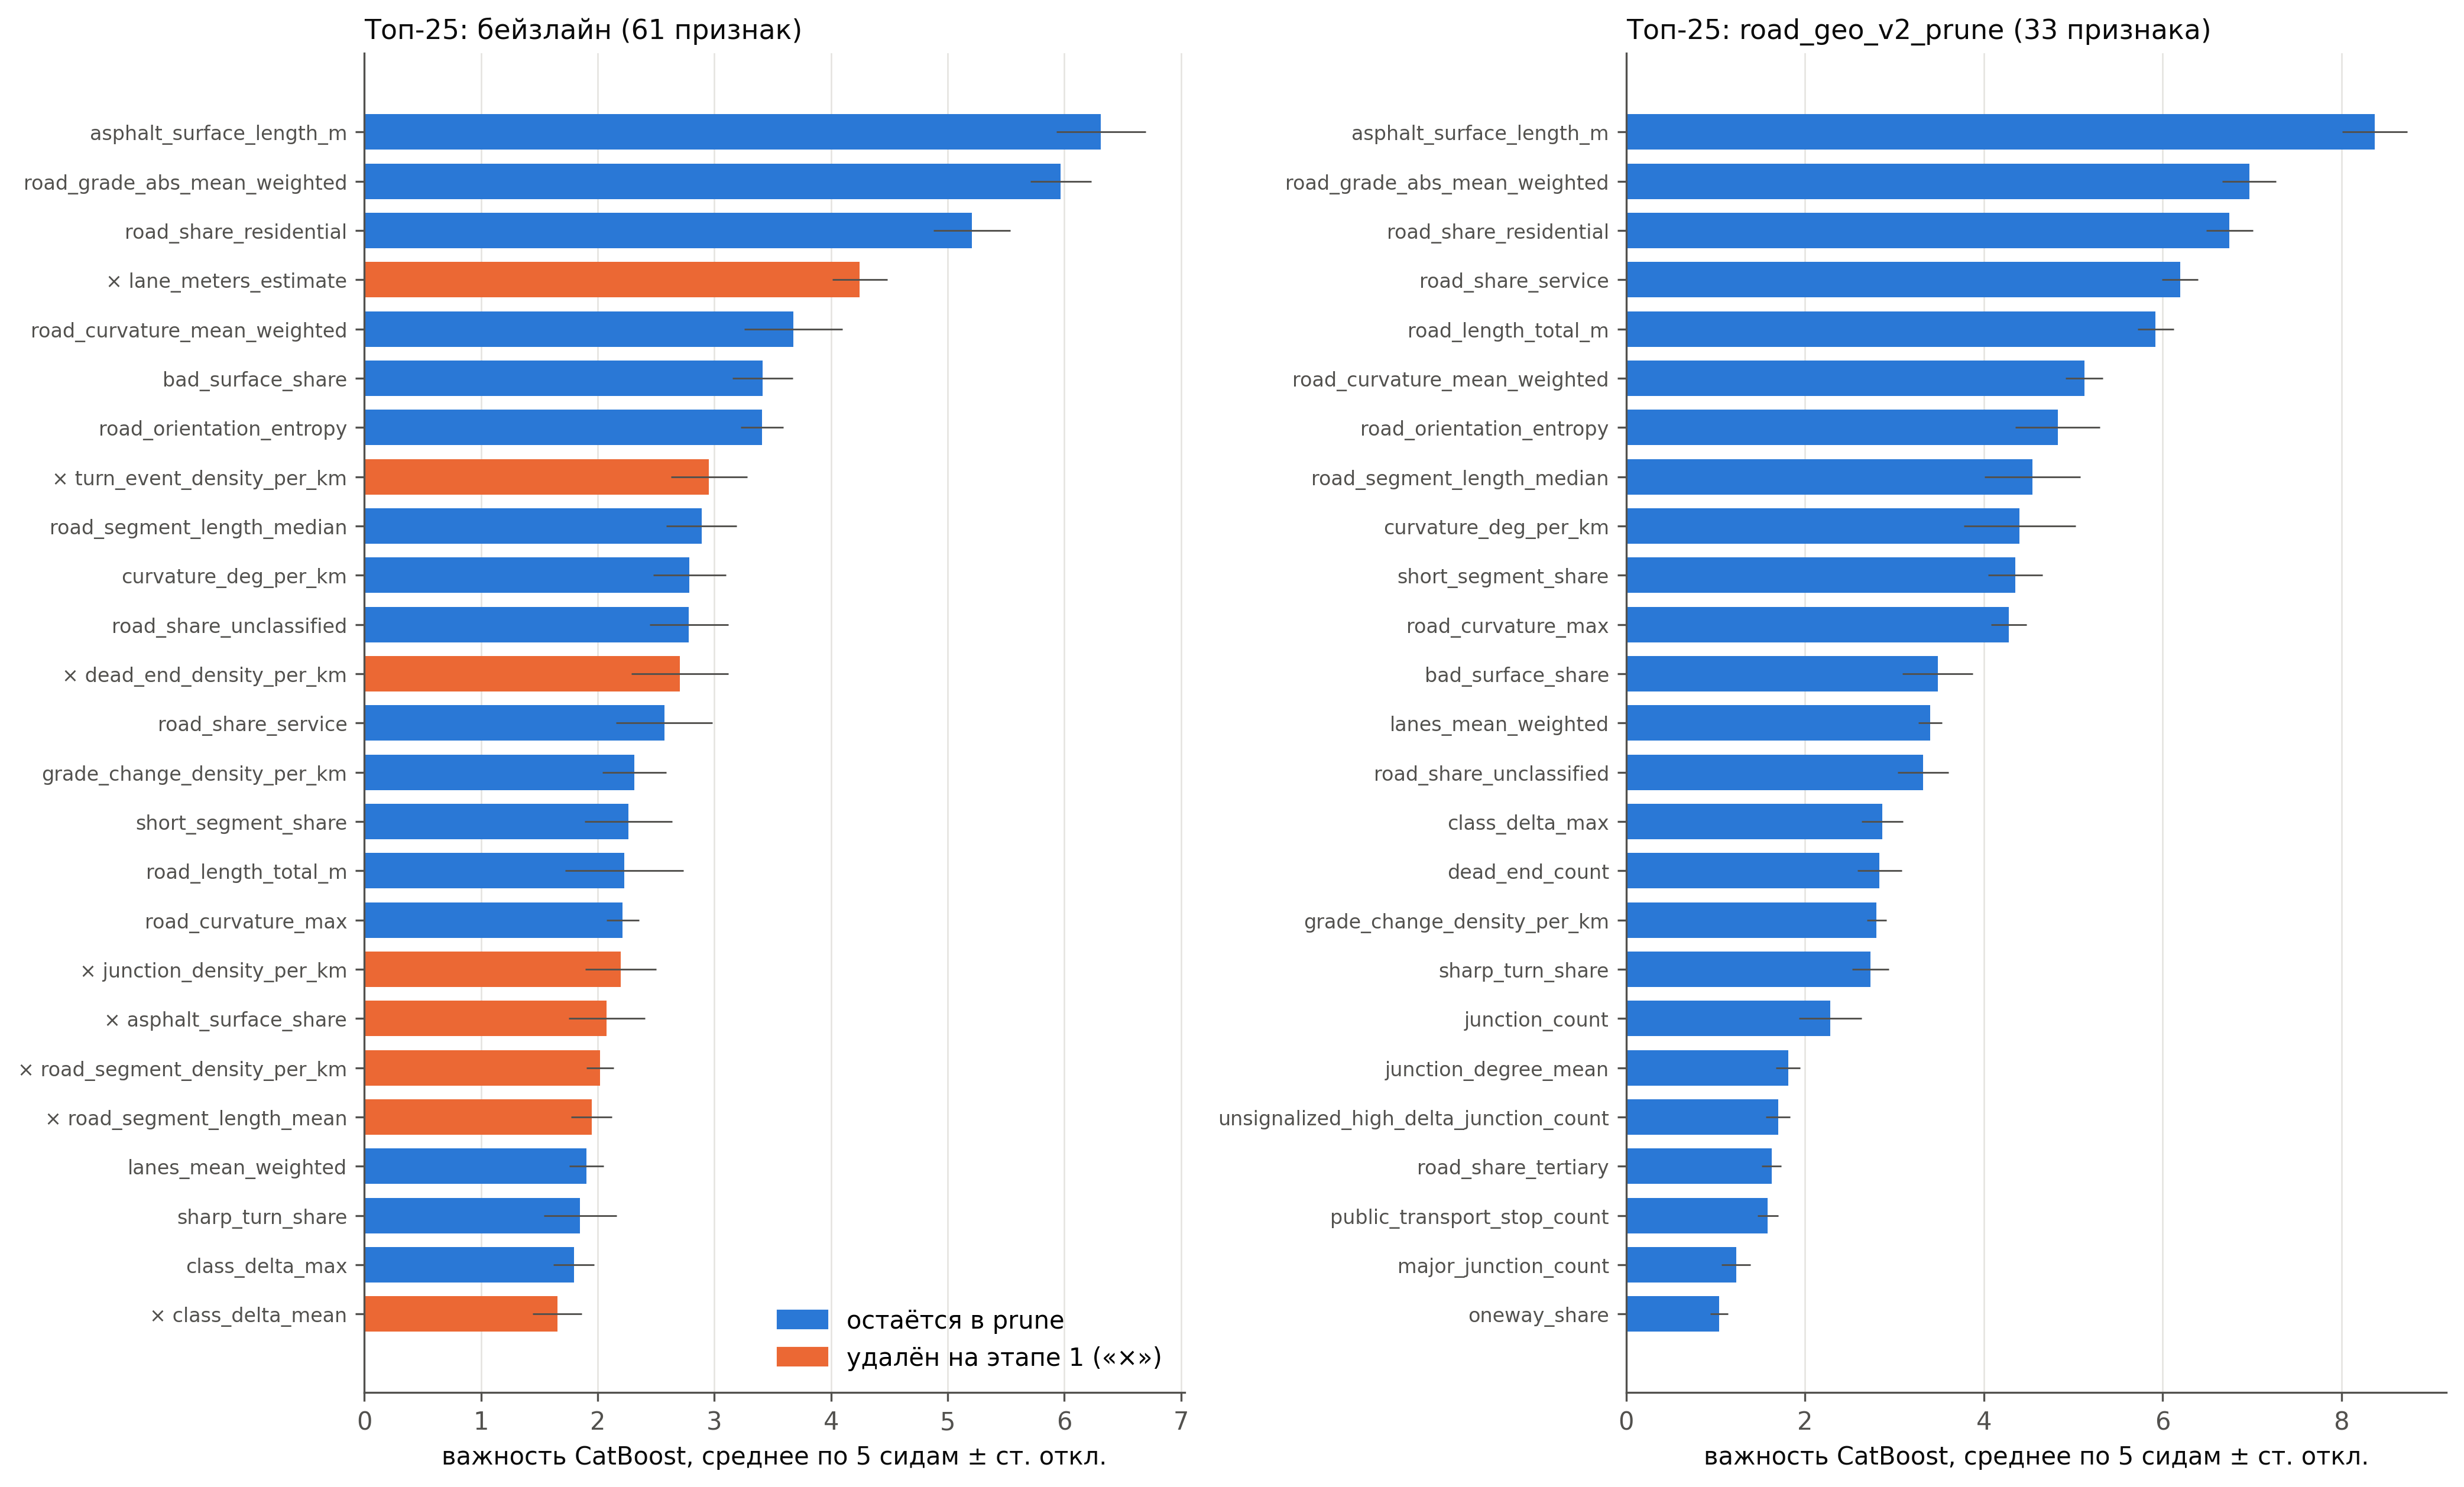 Топ-25: бейзлайн (61 признак)
asphalt_surface_length_m
road_grade_abs_mean_weighted
road_share_residential
× lane_meters_estimate
road_curvature_mean_weighted
bad_surface_share
road_orientation_entropy
× turn_event_density_per_km
road_segment_length_median
curvature_deg_per_km
road_share_unclassified
× dead_end_density_per_km
road_share_service
grade_change_density_per_km
short_segment_share
road_length_total_m
road_curvature_max
× junction_density_per_km
× asphalt_surface_share
× road_segment_density_per_km
× road_segment_length_mean
lanes_mean_weighted
sharp_turn_share
class_delta_max
× class_delta_mean
остаётся в prune
удалён на этапе 1 («×»)
0 1 2 3 4 5 6 7
важность CatBoost, среднее по 5 сидам ± ст. откл.
Топ-25: road_geo_v2_prune (33 признака)
asphalt_surface_length_m
road_grade_abs_mean_weighted
road_share_residential
road_share_service
road_length_total_m
road_curvature_mean_weighted
road_orientation_entropy
road_segment_length_median
curvature_deg_per_km
short_segment_share
road_curvature_max
bad_surface_share
lanes_mean_weighted
road_share_unclassified
class_delta_max
dead_end_count
grade_change_density_per_km
sharp_turn_share
junction_count
junction_degree_mean
unsignalized_high_delta_junction_count
road_share_tertiary
public_transport_stop_count
major_junction_count
oneway_share
0 2 4 6 8
важность CatBoost, среднее по 5 сидам ± ст. откл.